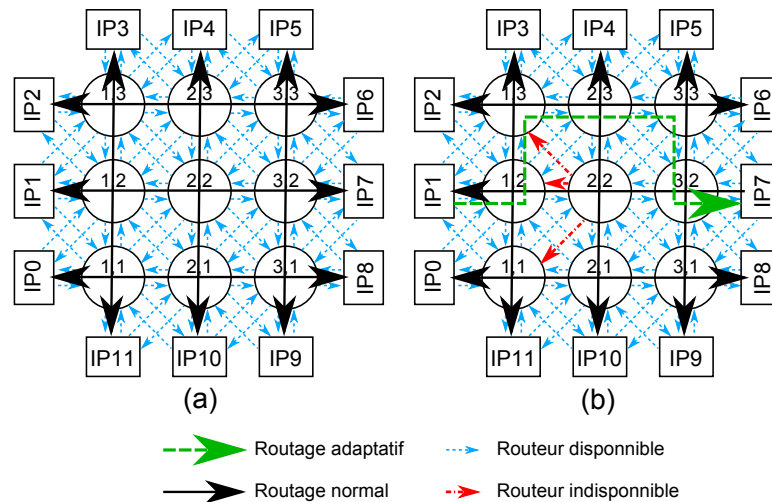 IP3 IP4 IP5 IP3 IP4 IP5
IP2 1,3 2,3 3,3 IP6 IP2 1,3 2,3 3,3 IP6
IP1 1,2 2,2 3,2 IP7 IP1 1,2 2,2 3,2 IP7
IP0 1,1 2,1 3,1 IP8 IP0 1,1 2,1 3,1 IP8
IP11 IP10 IP9 IP11 IP10 IP9
(a) (b)
Routage adaptatif Routeur disponnible
Routage normal Routeur indisponnible